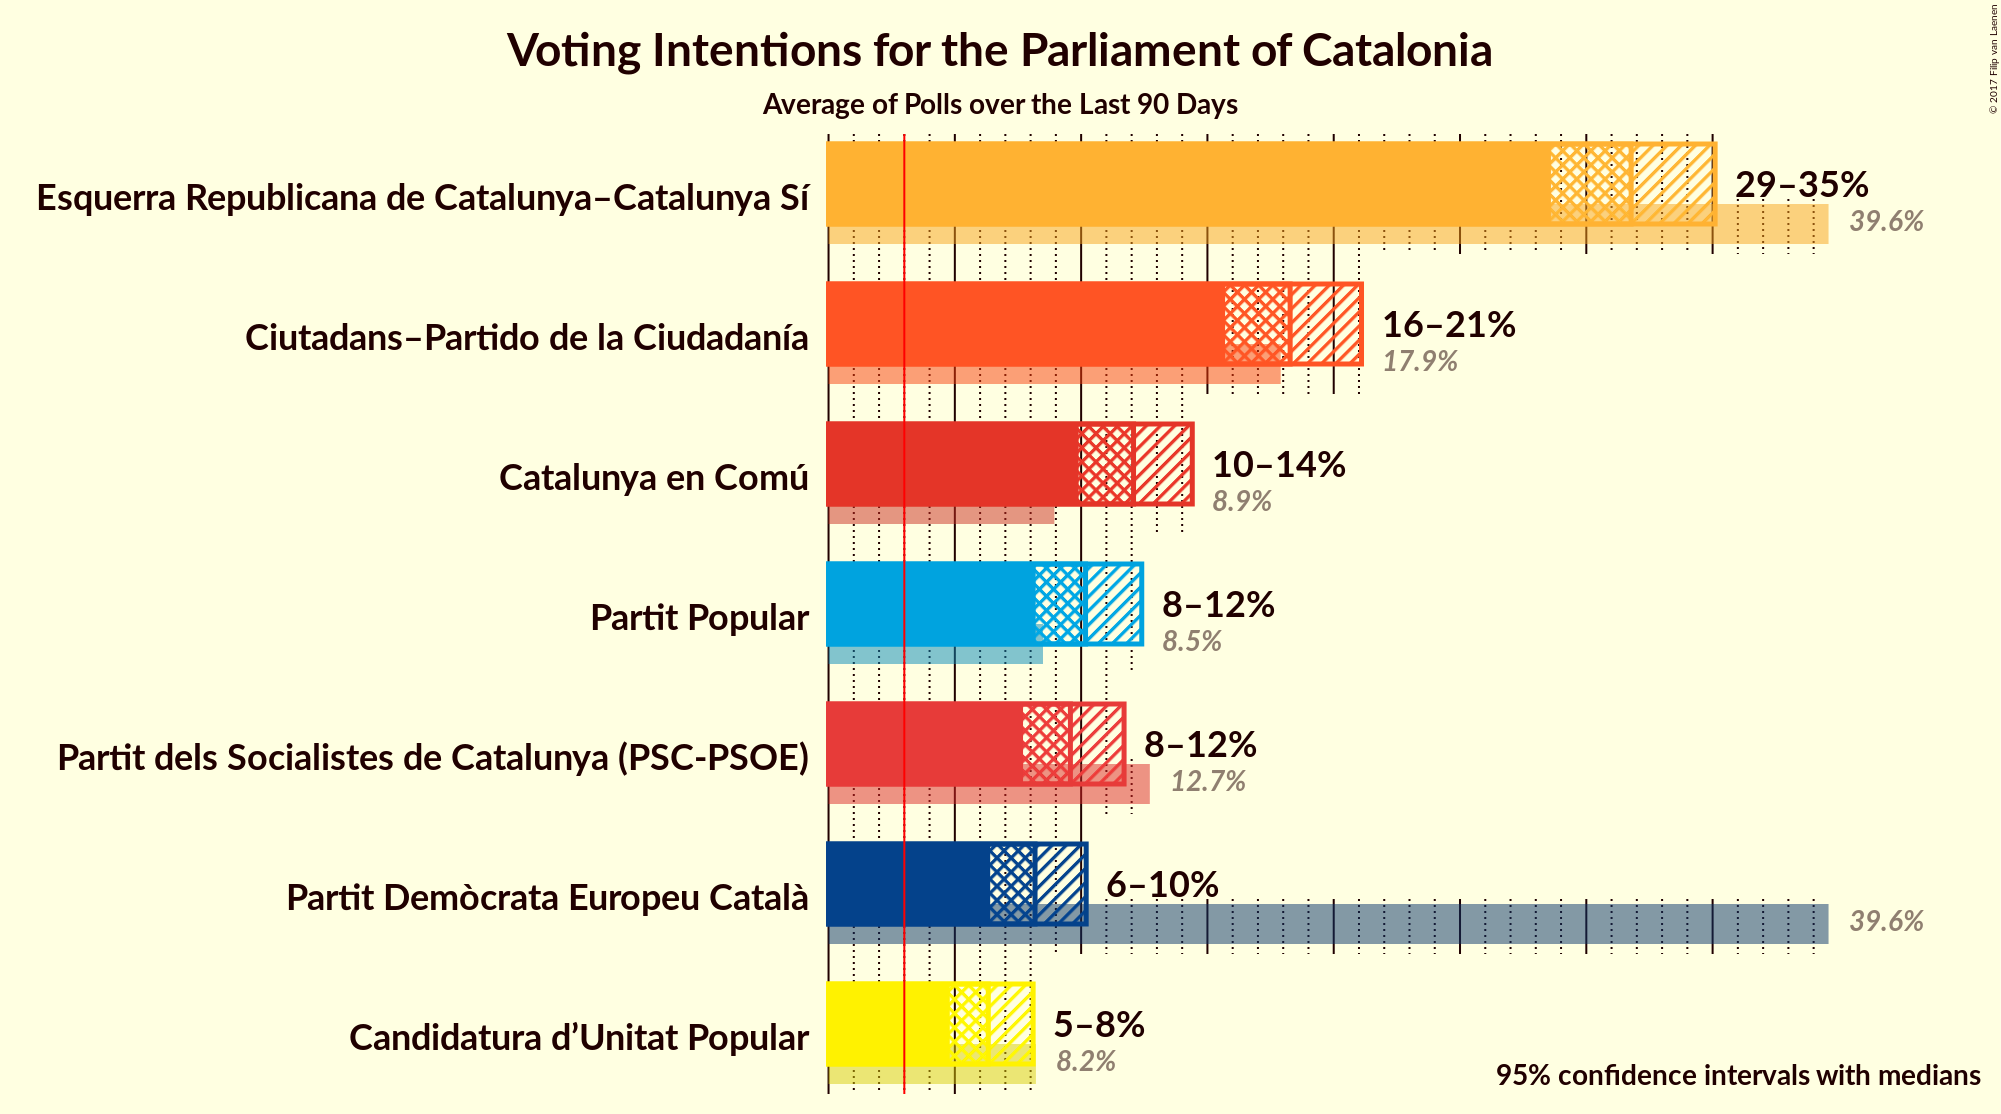 Voting Intentions for the Parliament of Catalonia
Average of Polls over the Last 90 Days
© 2017 Filip van Laenen
Esquerra Republicana de Catalunya–Catalunya Sí
29–35%
39.6%
Ciutadans–Partido de la Ciudadanía
16–21%
17.9%
Catalunya en Comú
10–14%
8.9%
Partit Popular
8–12%
8.5%
Partit dels Socialistes de Catalunya (PSC-PSOE)
8–12%
12.7%
Partit Demòcrata Europeu Català
6–10%
39.6%
Candidatura d’Unitat Popular
5–8%
8.2%
95% confidence intervals with medians